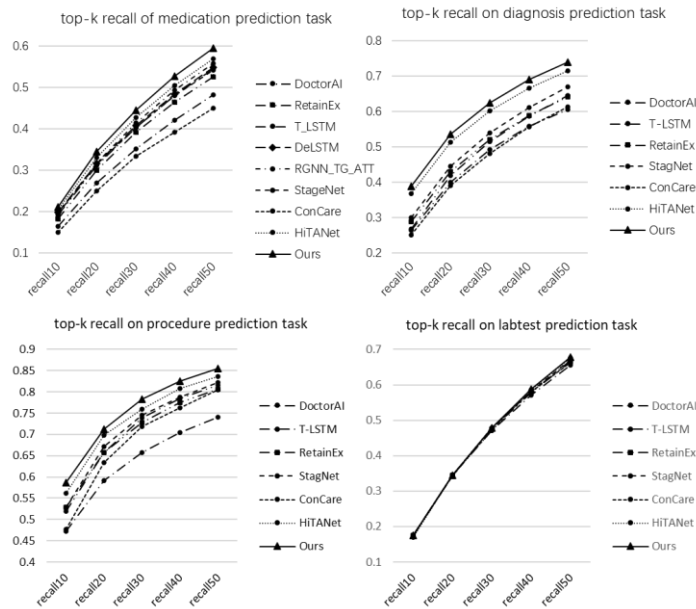 top-k recall of medication prediction task
0.6
0.5
0.4
0.3
0.2
0.1
recall10
recall20
recall30
recall40
recall50
DoctorAI
RetainEx
T_LSTM
DeLSTM
RGNN_TG_ATT
StageNet
ConCare
HiTANet
Ours
top-k recall on diagnosis prediction task
0.8
0.7
0.6
0.5
0.4
0.3
0.2
recall10
recall20
recall30
recall40
recall50
DoctorAI
T-LSTM
RetainEx
StagNet
ConCare
HiTANet
Ours
top-k recall on procedure prediction task
0.9
0.85
0.8
0.75
0.7
0.65
0.6
0.55
0.5
0.45
0.4
recall10
recall20
recall30
recall40
recall50
DoctorAI
T-LSTM
RetainEx
StagNet
ConCare
HiTANet
Ours
top-k recall on labtest prediction task
0.7
0.6
0.5
0.4
0.3
0.2
0.1
recall10
recall20
recall30
recall40
recall50
DoctorAI
T-LSTM
RetainEx
StagNet
ConCare
HiTANet
Ours